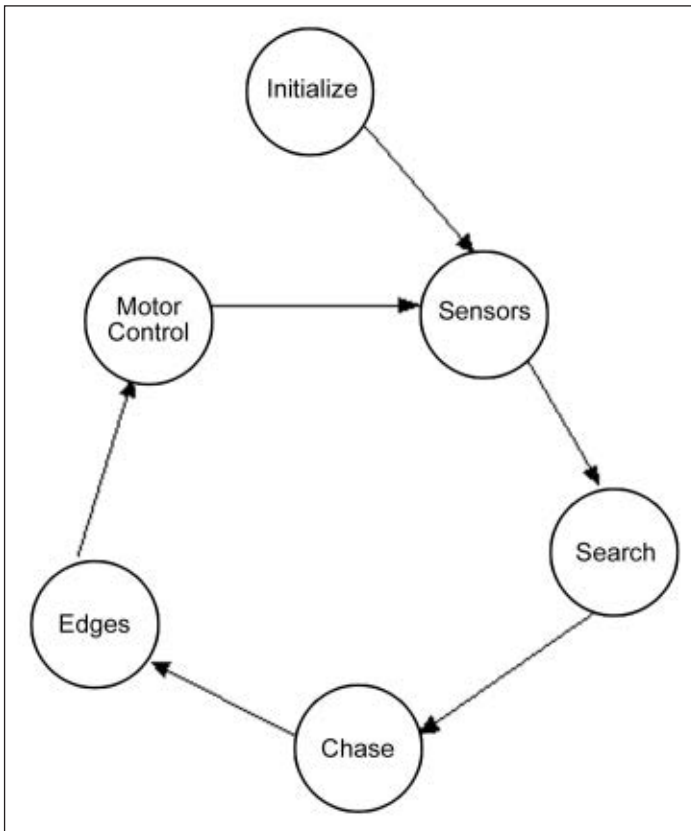 Initialize
Motor
Control
Sensors
Search
Edges
Chase